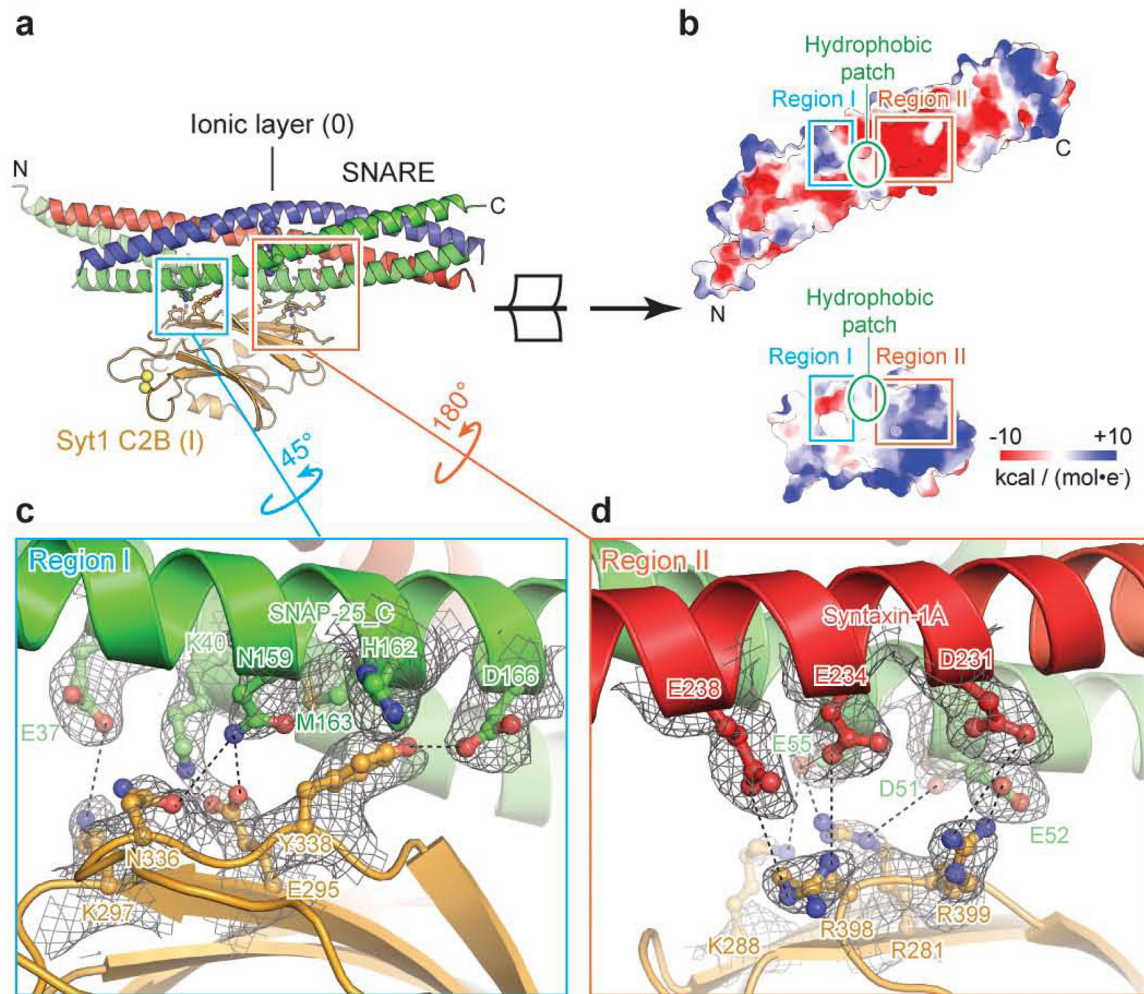 a
Ionic layer (0)
N
SNARE
C
Syt1 C2B (I)
45°
180°
b
Hydrophobic
patch
Region I
Region II
C
N
Hydrophobic
patch
Region I
Region II
-10
+10
kcal / (mol•e⁻)
c
Region I
SNAP-25_C
K40
N159
H162
D166
M163
E37
N336
Y338
E295
K297
d
Region II
Syntaxin-1A
E238
E234
D231
E55
D51
E52
K288
R398
R281
R399